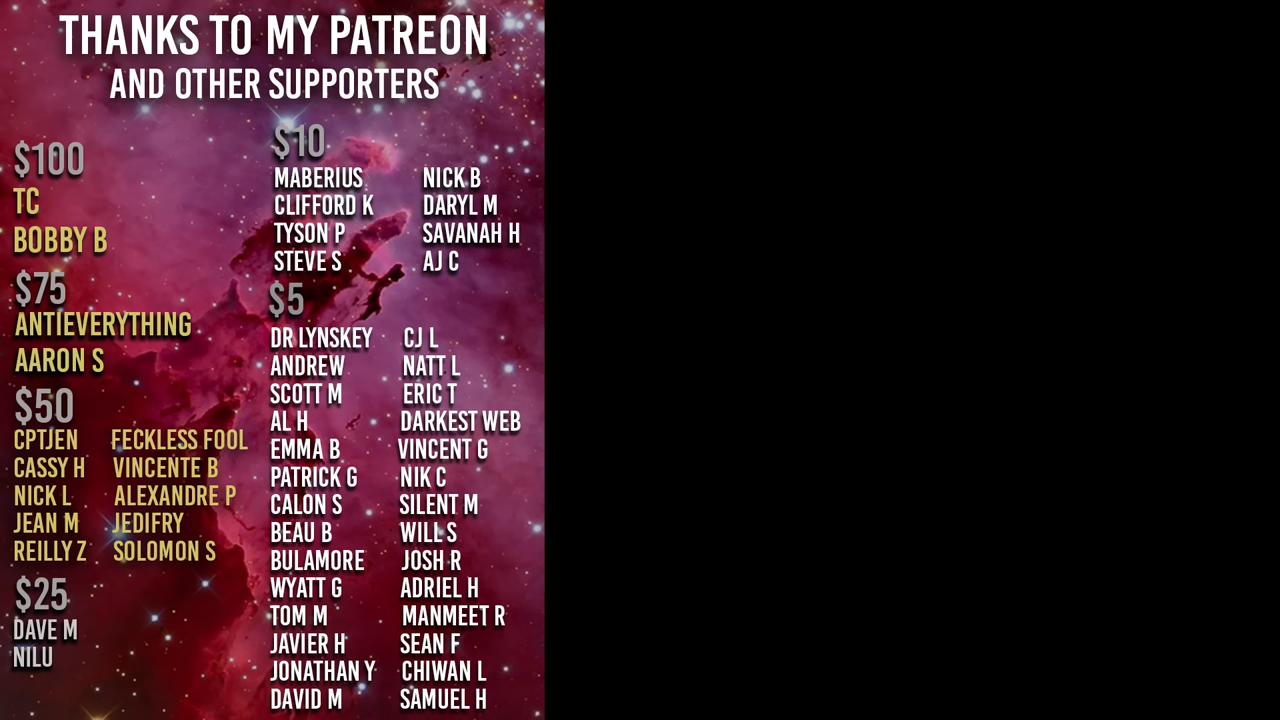 THANKS TO MY PATREON
AND OTHER SUPPORTERS
$100
TC
BOBBY B
$75
ANTIEVERYTHING
AARON S
$50
CPTJEN FECKLESS FOOL
CASSY H VINCENTE B
NICK L ALEXANDRE P
JEAN M JEDIFRY
REILLY Z SOLOMON S
$25
DAVE M
NILU
$10
MABERIUS NICK B
CLIFFORD K DARYL M
TYSON P SAVANAH H
STEVE S AJ C
$5
DR LYNSKEY CJ L
ANDREW NATT L
SCOTT M ERIC T
AL H DARKEST WEB
EMMA B VINCENT G
PATRICK G NIK C
CALON S SILENT M
BEAU B WILL S
BULAMORE JOSH R
WYATT G ADRIEL H
TOM M MANMEET R
JAVIER H SEAN F
JONATHAN Y CHIWAN L
DAVID M SAMUEL H